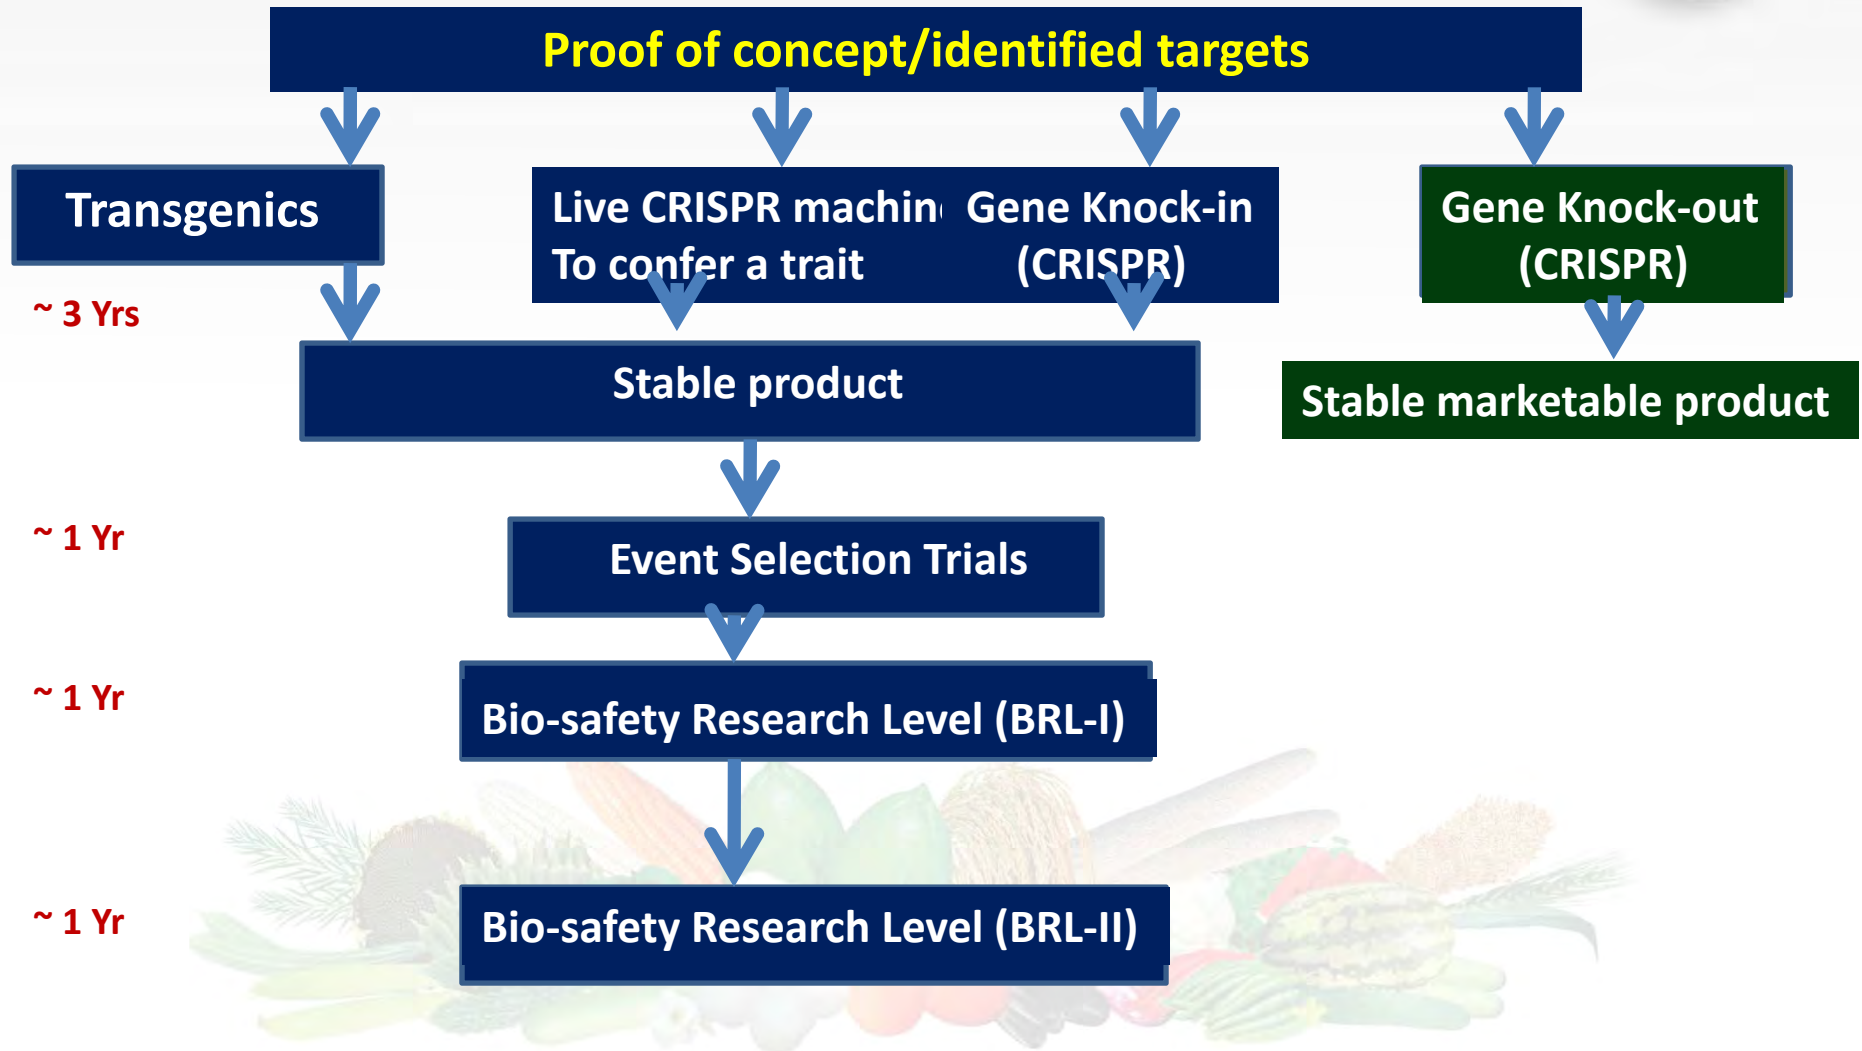 Proof of concept/identified targets
Transgenics
Live CRISPR
To confer a trait
Gene Knock-in
(CRISPR)
Gene Knock-out
(CRISPR)
~ 3 Yrs
Stable product
Stable marketable product
~ 1 Yr
Event Selection Trials
~ 1 Yr
Bio-safety Research Level (BRL-I)
~ 1 Yr
Bio-safety Research Level (BRL-II)